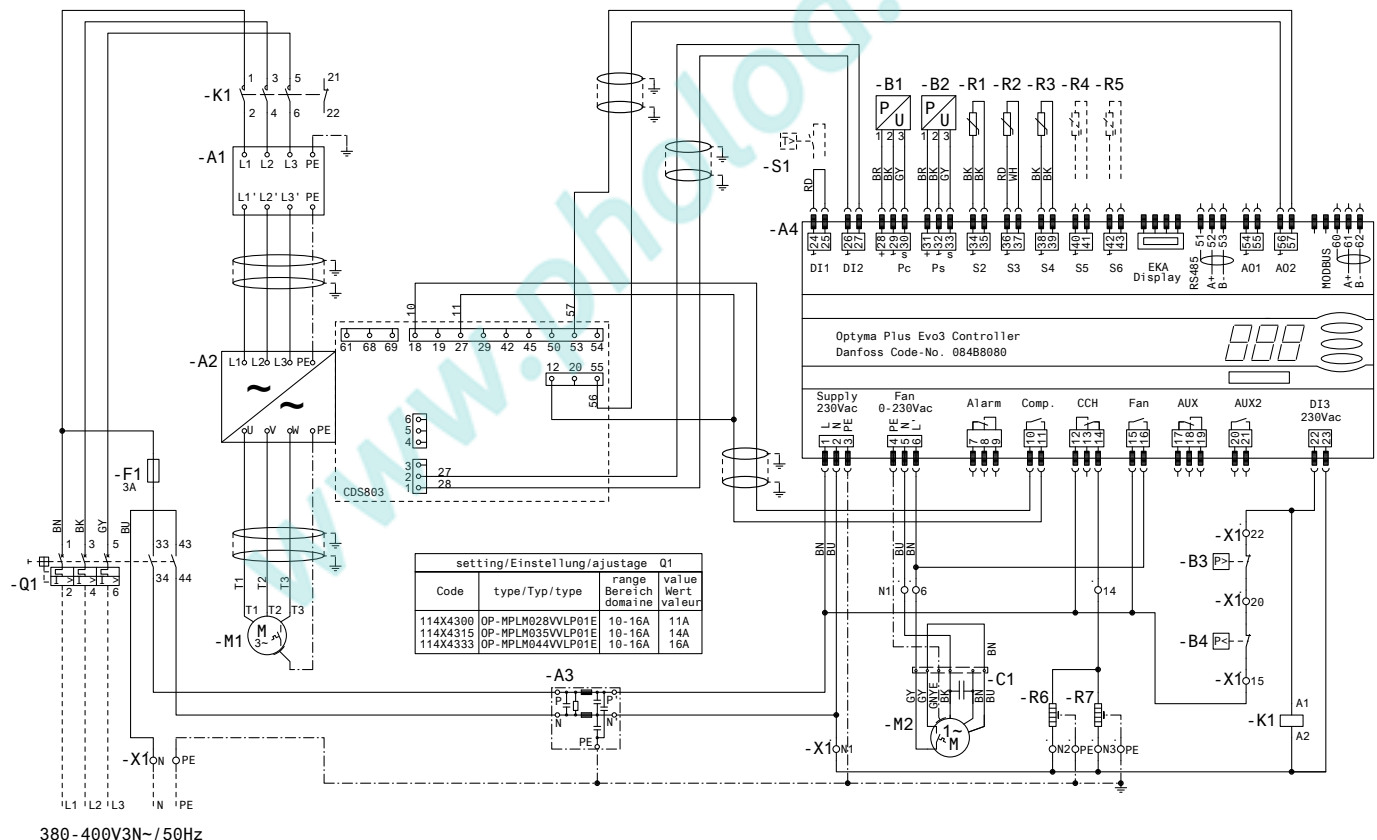 1 3 5 21
-K1
2 4 6 22
-A1
L1 L2 L3 PE
L1' L2' L3' PE
-A2
L1 L2 L3 PE
~
~
U V W PE
61 68 69 18 19 27 29 42 45 50 53 54
10 11 57
12 20 55
56
6
5
4
3
2
1
27
28
CDS803
-F1
3A
BN BK GY BU
1 3 5 33 43
-Q1
I> I> I>
2 4 6 34 44
T1 T2 T3
T1 T2 T3
-M1
M
3~
-X1 N PE
L1 L2 L3 N PE
380-400V3N~/50Hz
setting/Einstellung/ajustage Q1
Code type/Typ/type range Bereich domaine value Wert valeur
114X4300 OP-MPLM028VVLP01E 10-16A 11A
114X4315 OP-MPLM035VVLP01E 10-16A 14A
114X4333 OP-MPLM044VVLP01E 10-16A 16A
-A3
P P'
N N'
PE
-B1 -B2 -R1 -R2 -R3 -R4 -R5
P U P U
1 2 3 1 2 3
T>
-S1
RD BR BK GY BR BK GY BK BK RD WH BK BK
-A4
24 25 26 27 28 29 30 31 32 33 34 35 36 37 38 39 40 41 42 43 51 52 53 54 55 56 57 60 61 62
+ + + + s + + s + +
DI1 DI2 Pc Ps S2 S3 S4 S5 S6 EKA Display RS485 A+ B- AO1 AO2 MODBUS A+ B-
Optyma Plus Evo3 Controller
Danfoss Code-No. 084B8080
Supply 230Vac
Fan 0-230Vac
Alarm Comp. CCH Fan AUX AUX2
DI3 230Vac
L N PE PE N L'
1 2 3 4 5 6 7 8 9 10 11 12 13 14 15 16 17 18 19 20 21 22 23
BN BU BU BN
N1 6 14
BN
-C1
GY GY GNYE BK BN BU
-M2
1~
M
-X1 N1
-R6 -R7
N2 PE N3 PE
-X1 22
-B3 P>
-X1 20
-B4 P<
-X1 15
-K1
A1
A2
www.pholod.